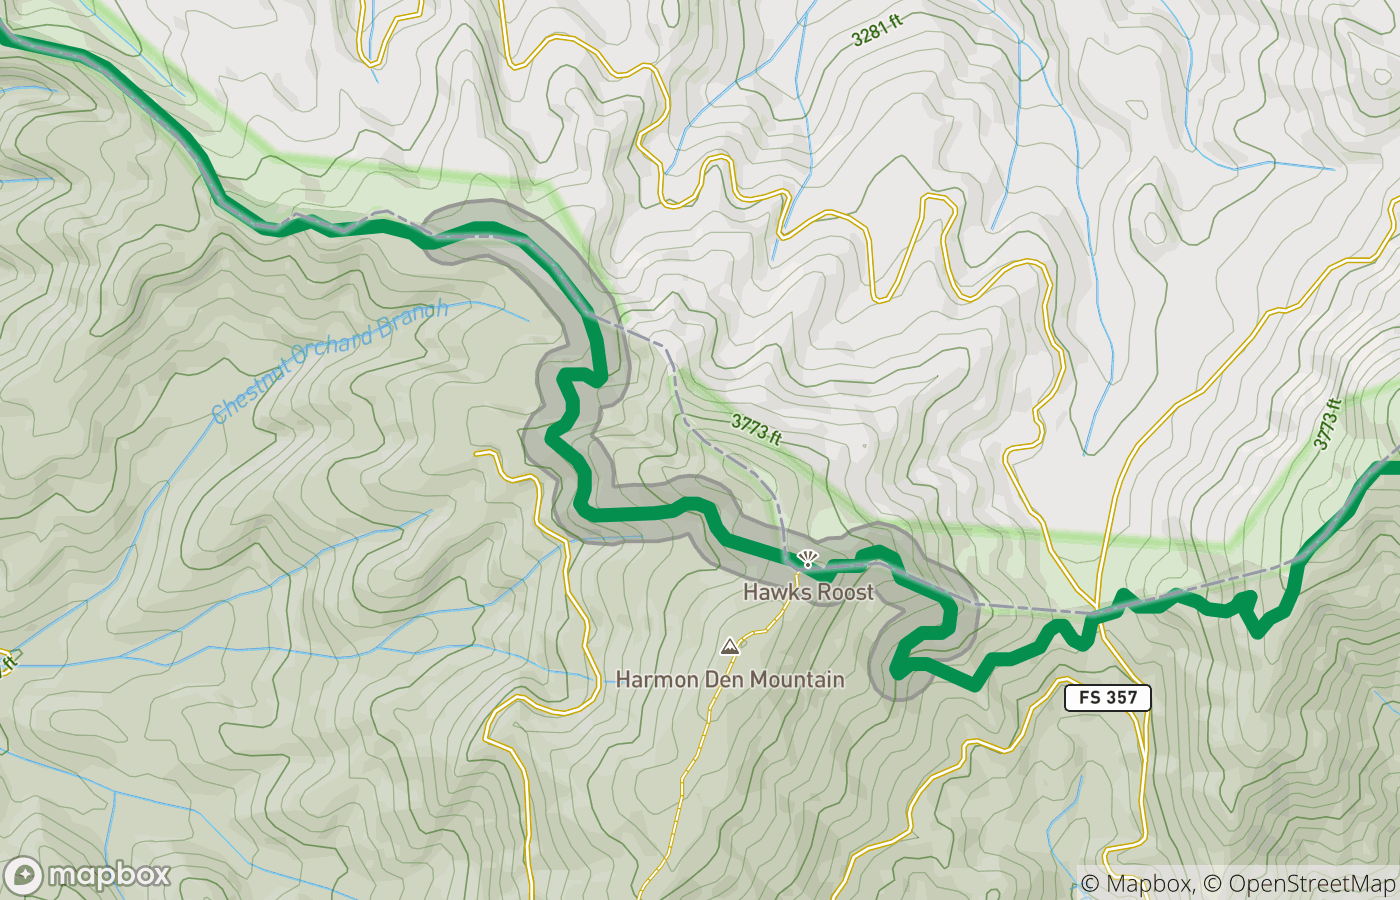 3281 ft
Chestnut Orchard Branch
3773 ft
3773 ft
Hawks Roost
Harmon Den Mountain
FS 357
ft
mapbox
© Mapbox, © OpenStreetMap